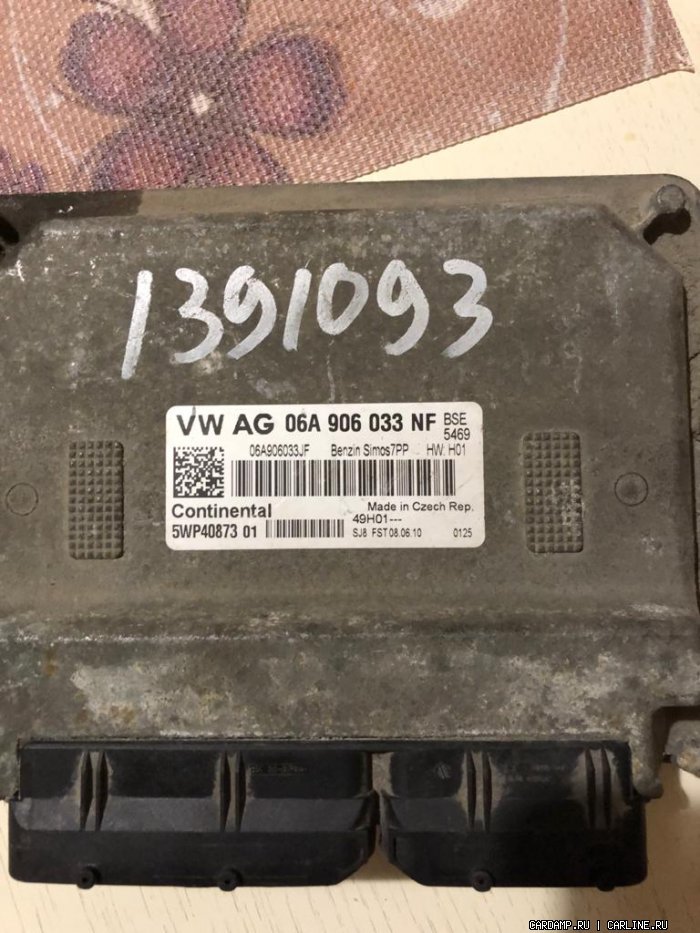 1391093
VW AG 06A 906 033 NF BSE
5469
06A906033JF Benzin Simos7PP HW: H01
Continental Made in Czech Rep.
49H01---
5WP40873 01 SJ8 FST 08.06.10 0125
CARDAMP.RU | CARLINE.RU